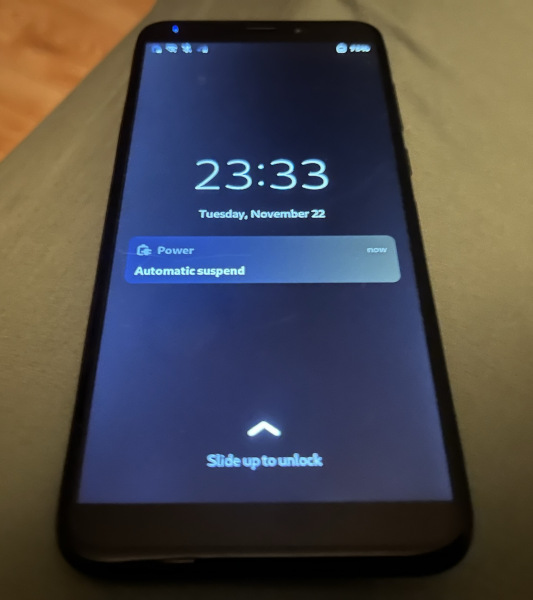 23:33
Tuesday, November 22
Power now
Automatic suspend
Slide up to unlock